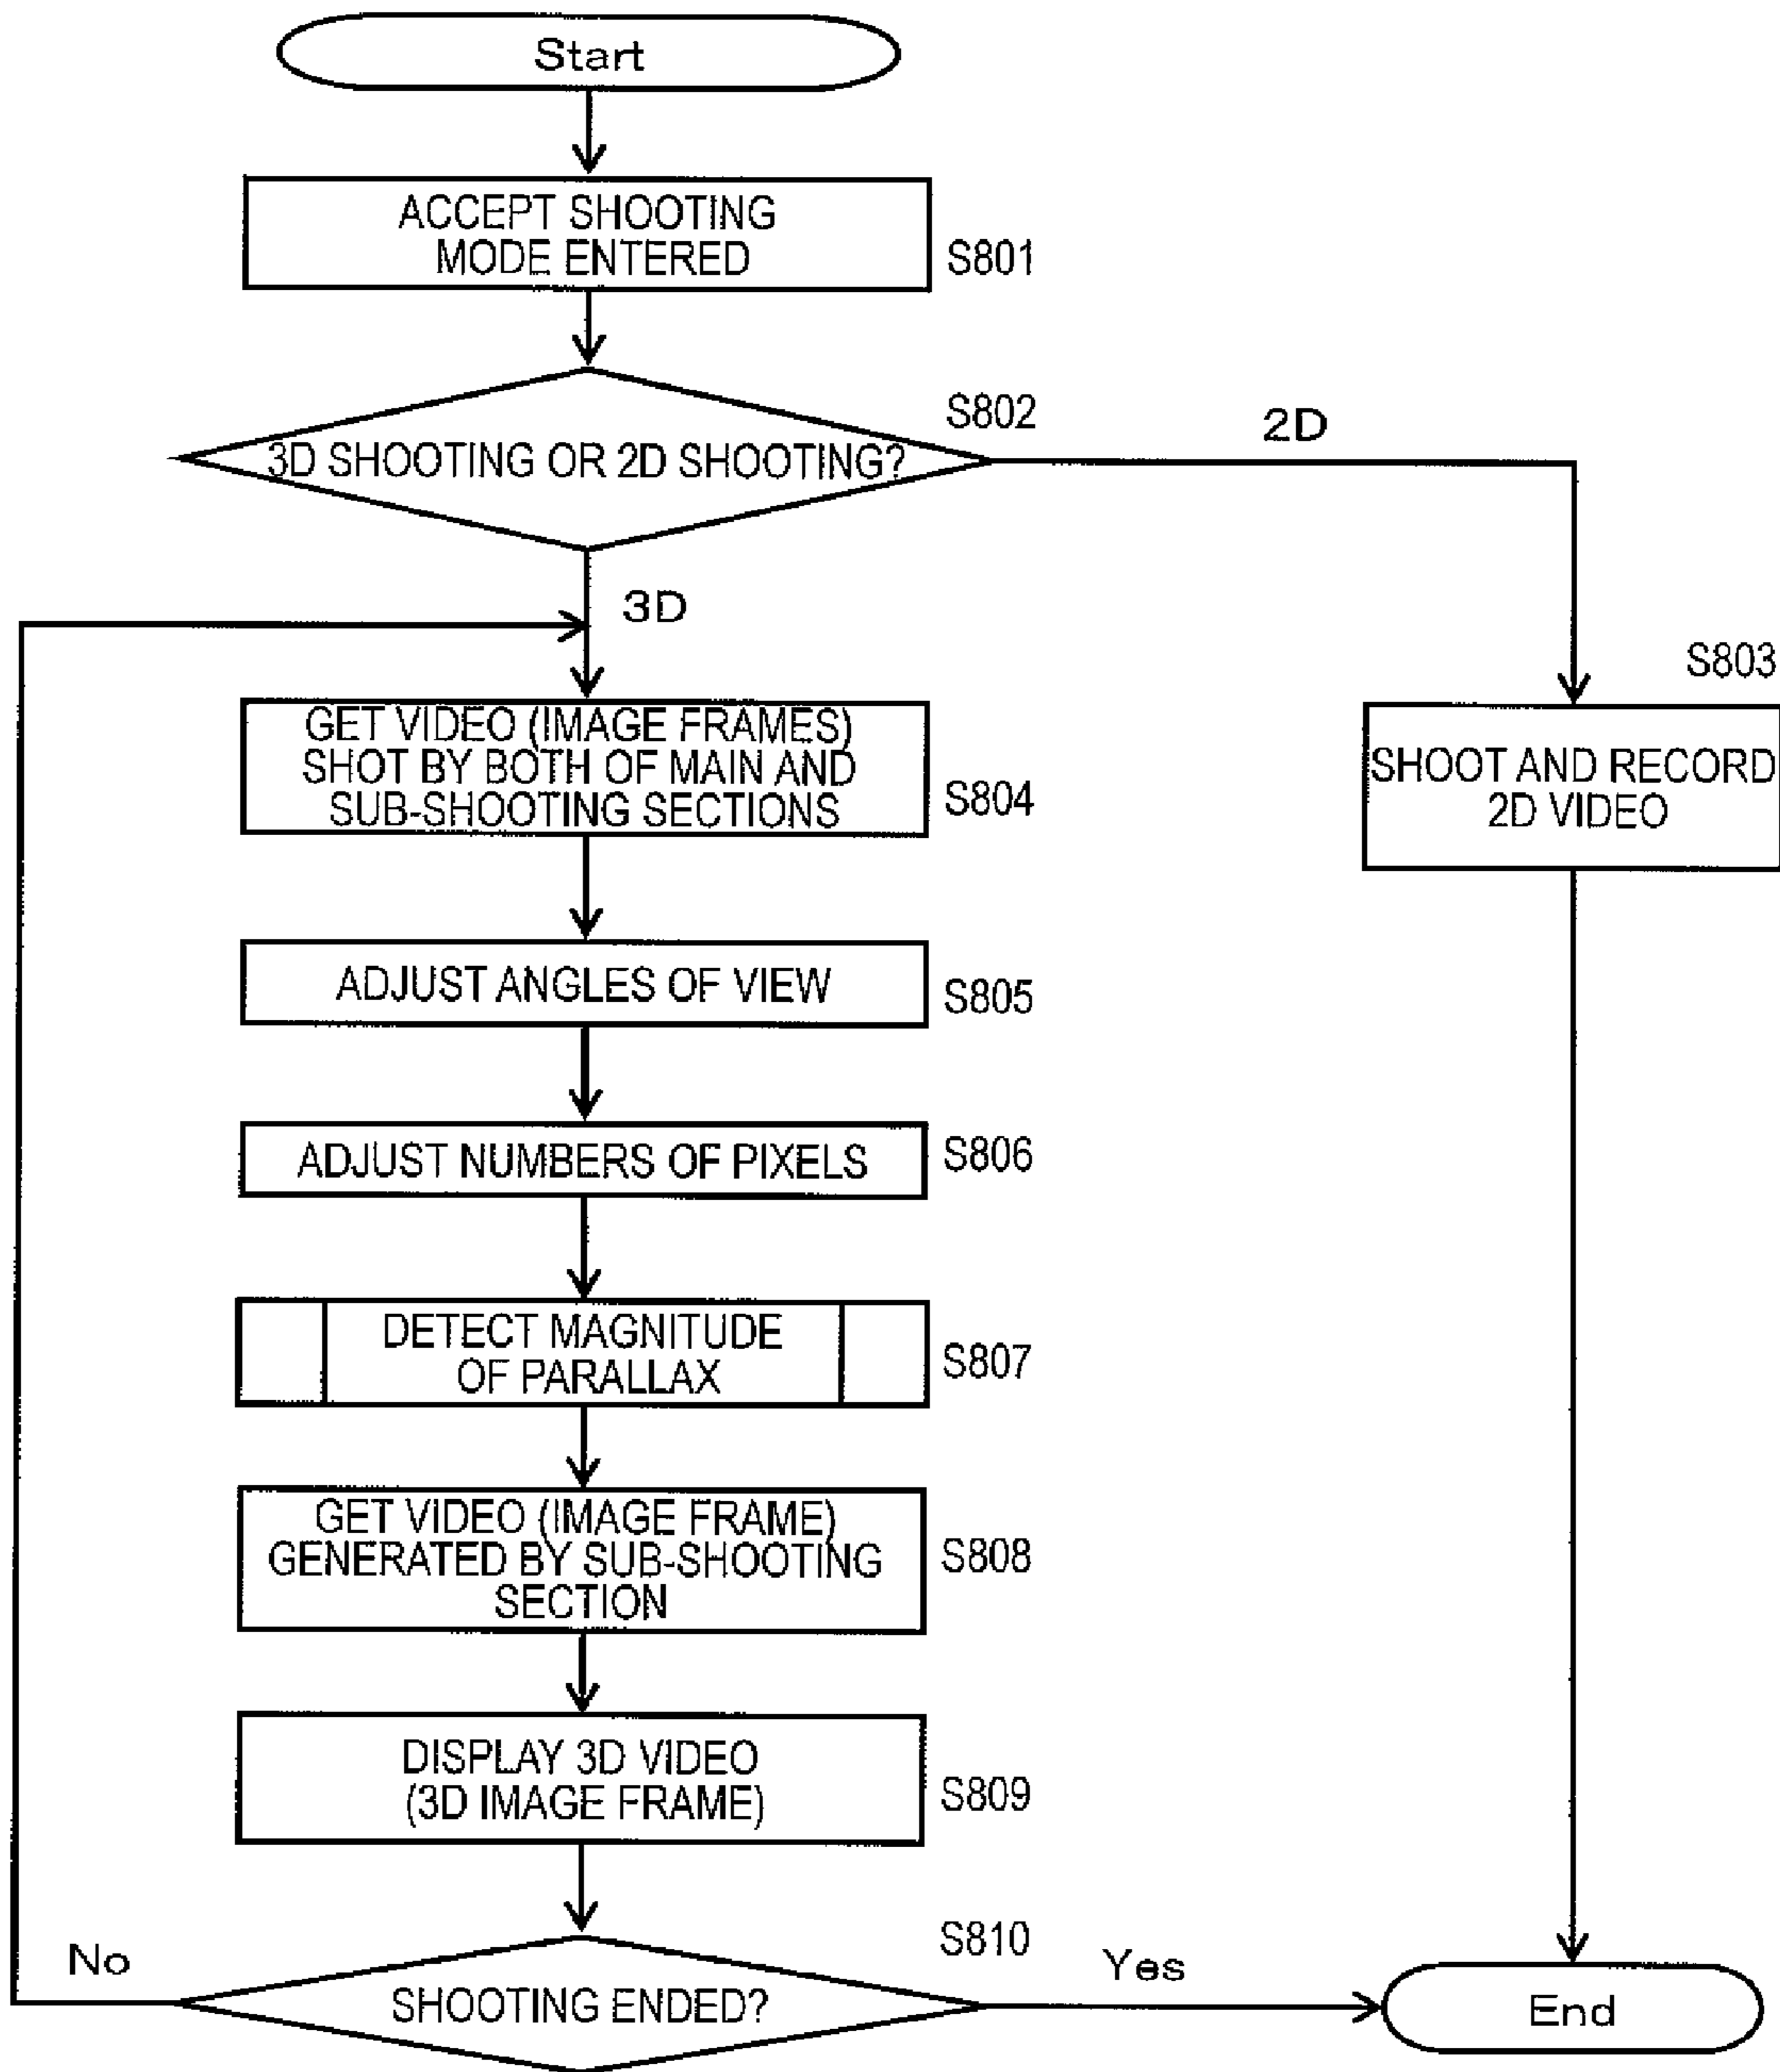 Start
ACCEPT SHOOTING
MODE ENTERED
S801
S802
2D
3D SHOOTING OR 2D SHOOTING?
3D
S803
GET VIDEO (IMAGE FRAMES)
SHOT BY BOTH OF MAIN AND
SUB-SHOOTING SECTIONS
S804
SHOOT AND RECORD
2D VIDEO
ADJUST ANGLES OF VIEW
S805
ADJUST NUMBERS OF PIXELS
S806
DETECT MAGNITUDE
OF PARALLAX
S807
GET VIDEO (IMAGE FRAME)
GENERATED BY SUB-SHOOTING
SECTION
S808
DISPLAY 3D VIDEO
(3D IMAGE FRAME)
S809
S810
No
Yes
SHOOTING ENDED?
End